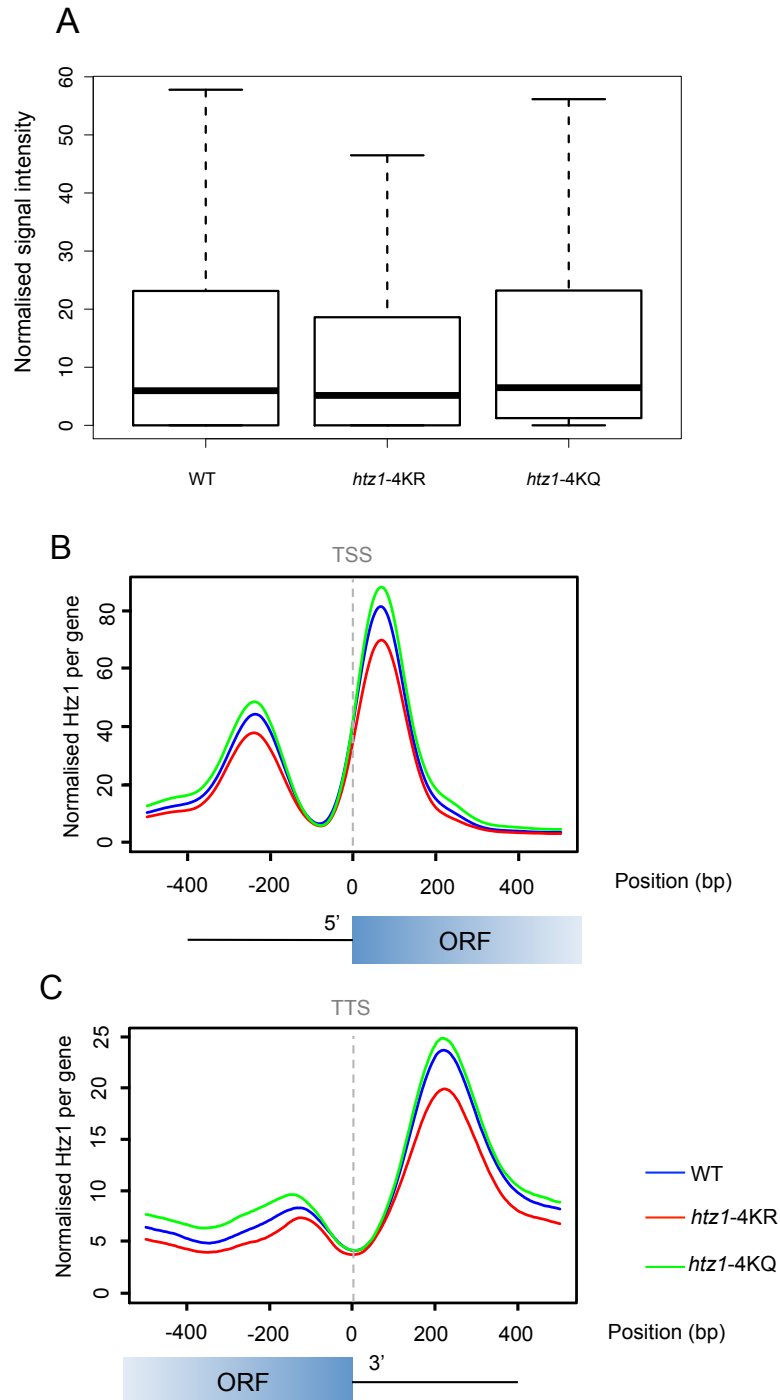 A
Normalised signal intensity
60
50
40
30
20
10
0
WT
htz1-4KR
htz1-4KQ
B
TSS
Normalised Htz1 per gene
80
60
40
20
0
-400 -200 0 200 400
Position (bp)
5’
ORF
C
TTS
Normalised Htz1 per gene
25
20
15
10
5
0
WT
htz1-4KR
htz1-4KQ
-400 -200 0 200 400
Position (bp)
3’
ORF